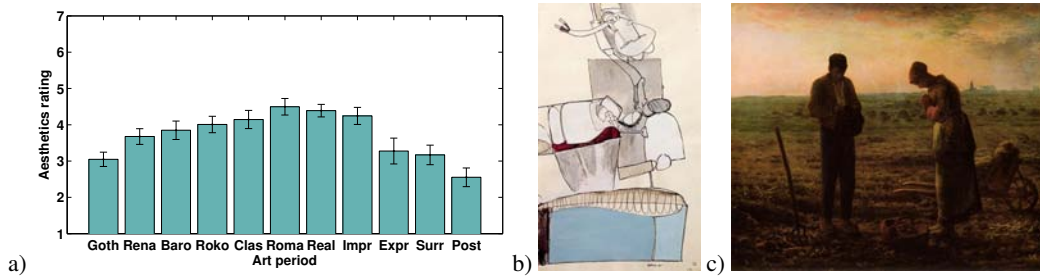 7
6
5
4
3
2
1
Aesthetics rating
Goth Rena Baro Roko Clas Roma Real Impr Expr Surr Post
Art period
a)
b)
c)